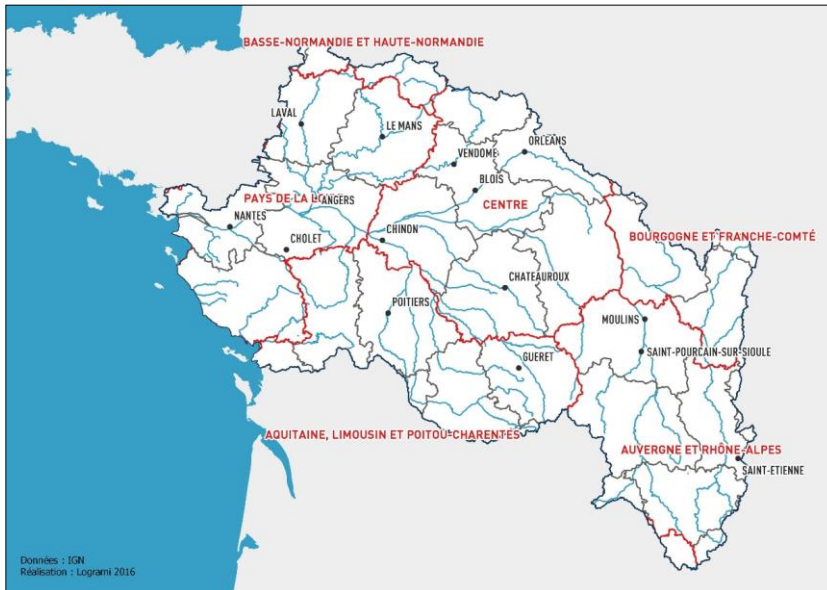 BASSE-NORMANDIE ET HAUTE-NORMANDIE
LAVAL
LE MANS
ORLEANS
VENDOME
BLOIS
PAYS DE LA LO
ANGERS
CENTRE
NANTES
CHINON
CHOLET
BOURGOGNE ET FRANCHE-COMTÉ
CHATEAUROUX
POITIERS
MOULINS
SAINT-POURCAIN-SUR-SIOULE
GUERET
AQUITAINE, LIMOUSIN ET POITOU-CHARENTES
AUVERGNE ET RHÔNE-ALPES
SAINT-ETIENNE
Données : IGN
Réalisation : Logrami 2016